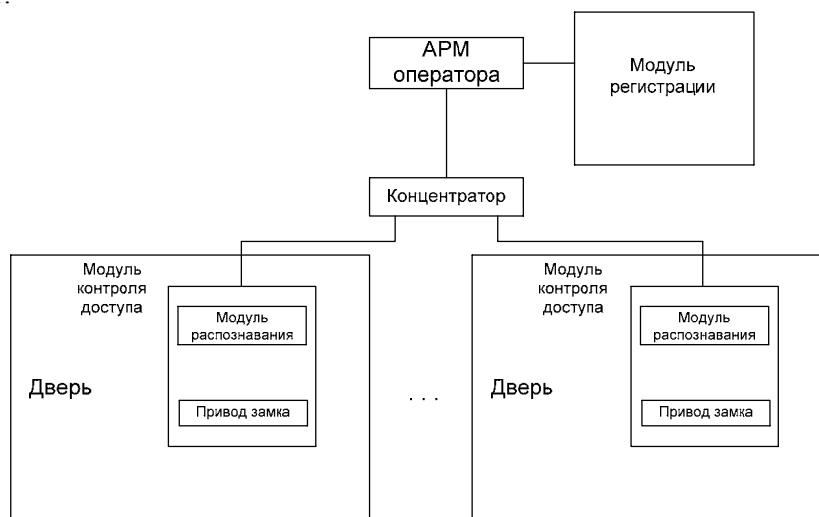 АРМ
оператора
Модуль
регистрации
Концентратор
Модуль
контроля
доступа
Модуль
распознавания
Дверь
Привод замка
. . .
Модуль
контроля
доступа
Модуль
распознавания
Дверь
Привод замка